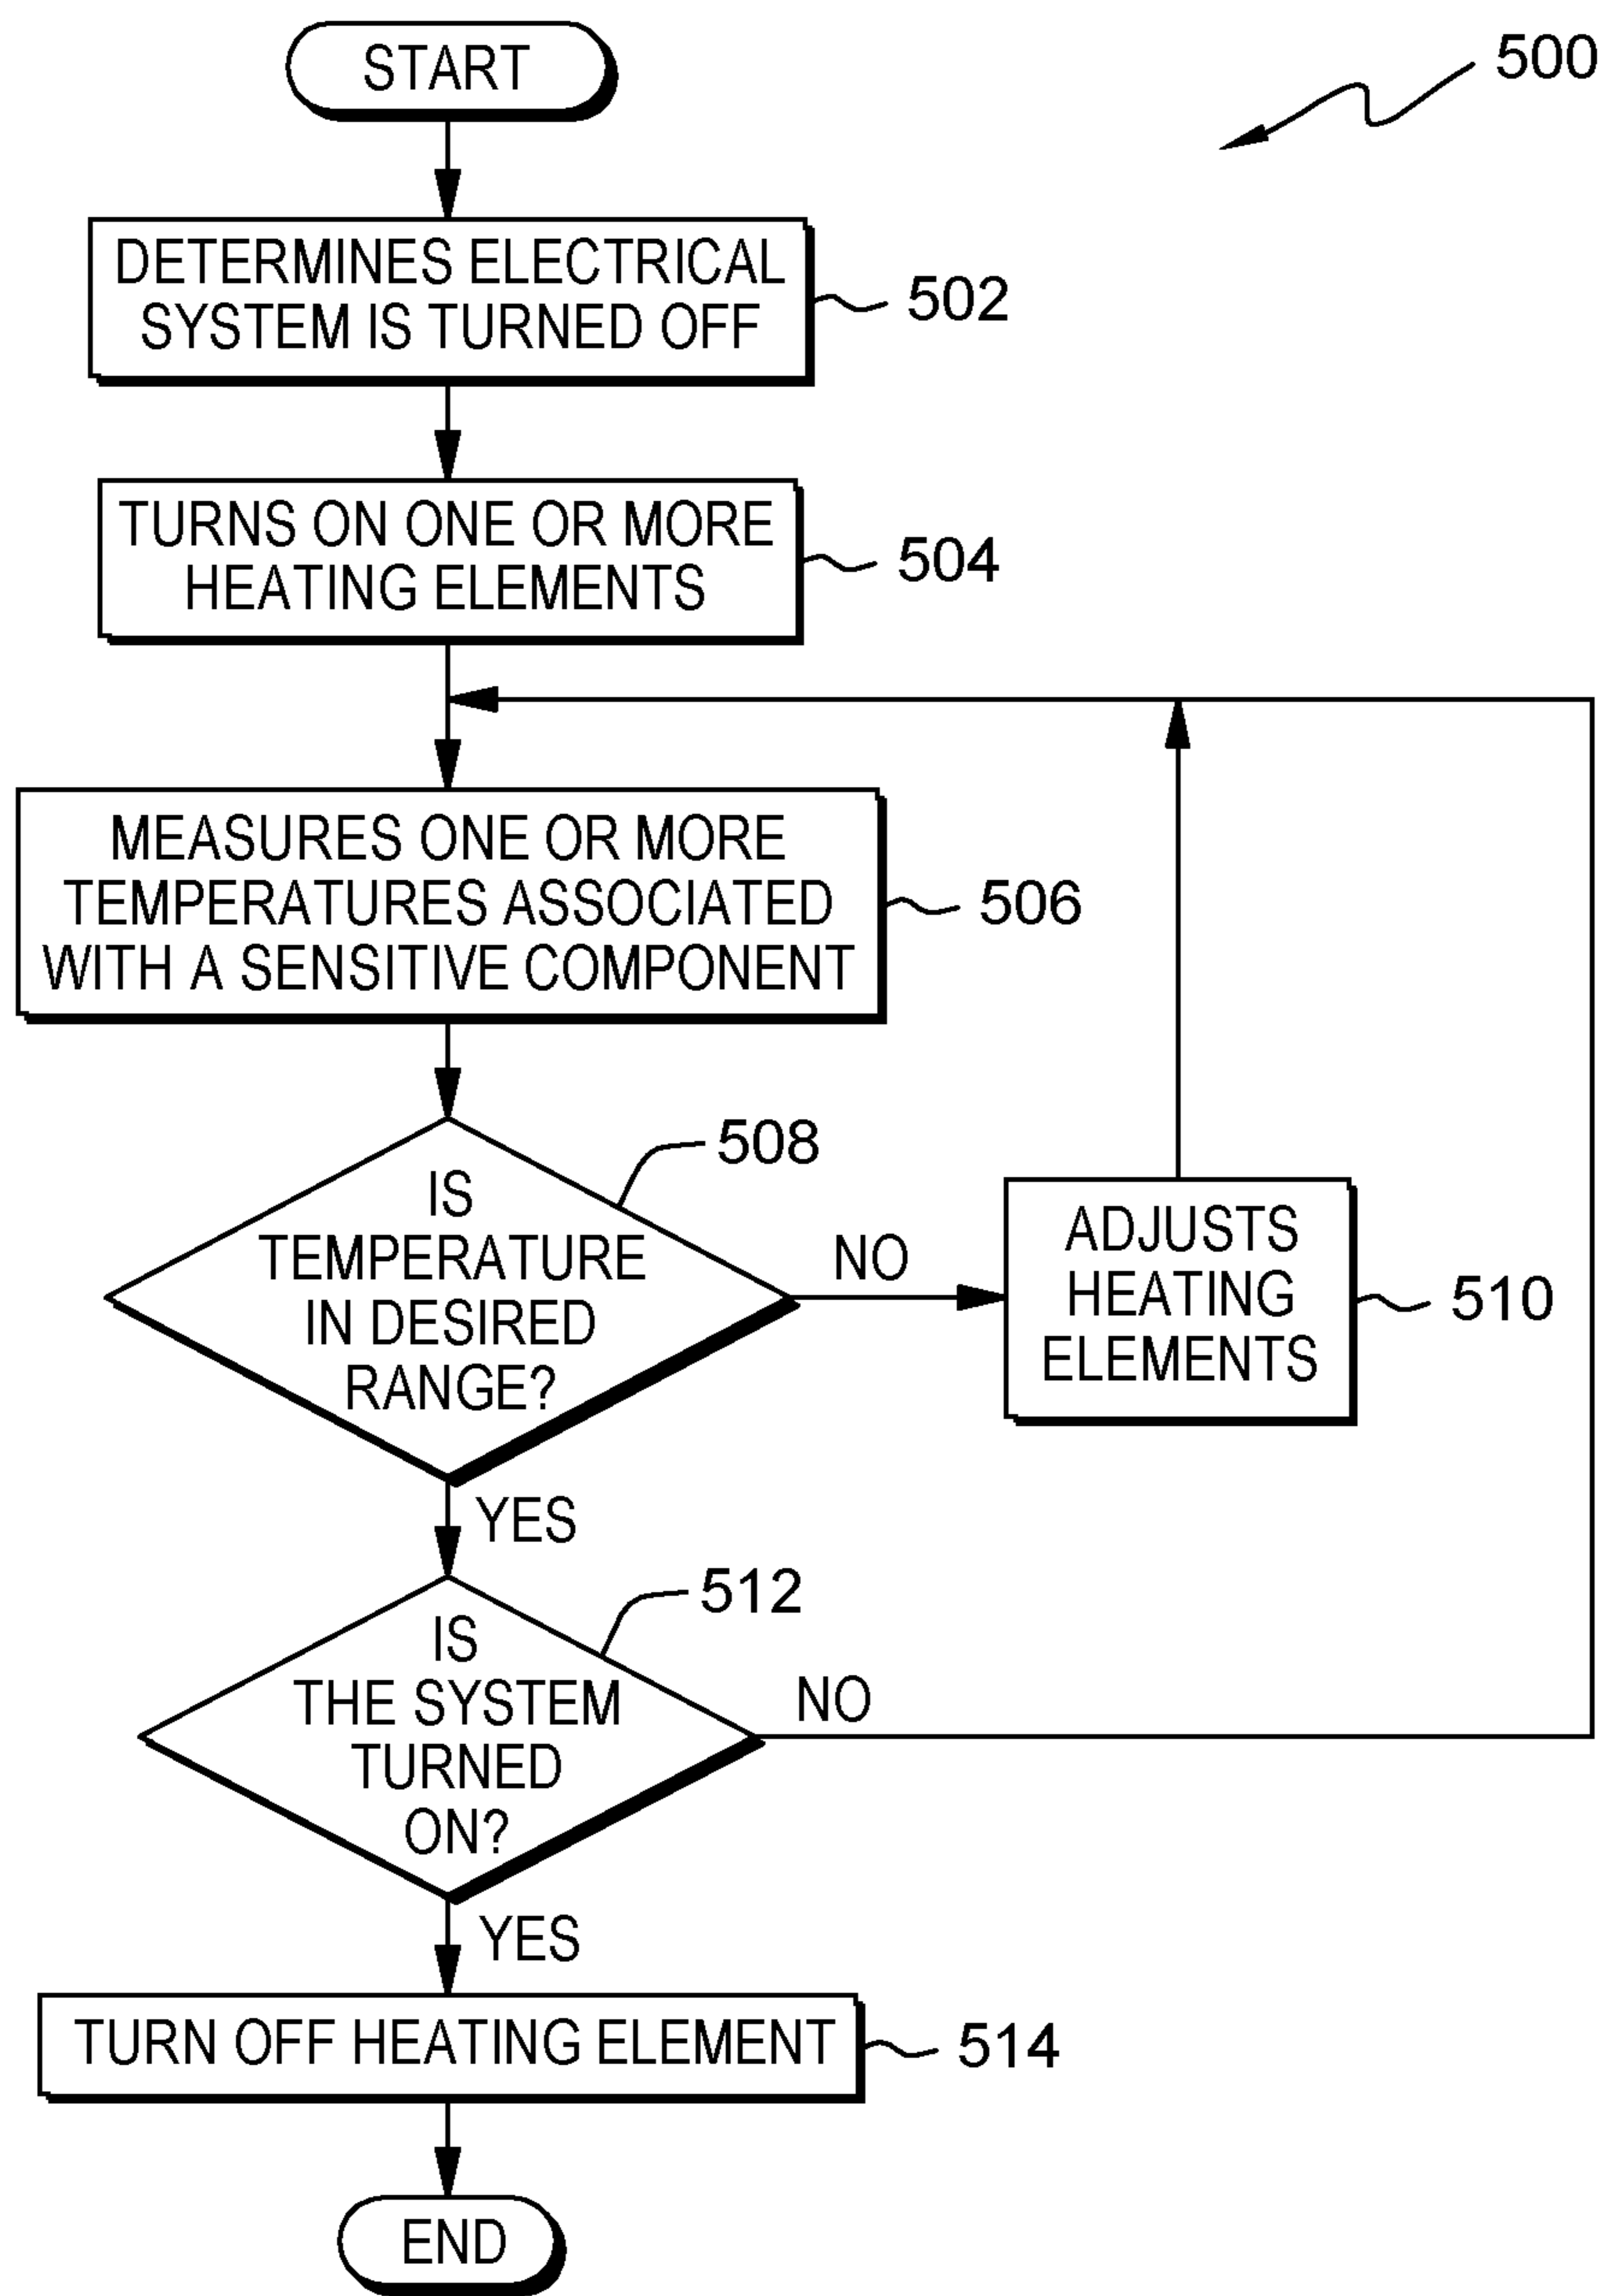 START
500
DETERMINES ELECTRICAL
SYSTEM IS TURNED OFF
502
TURNS ON ONE OR MORE
HEATING ELEMENTS
504
MEASURES ONE OR MORE
TEMPERATURES ASSOCIATED
WITH A SENSITIVE COMPONENT
506
IS
TEMPERATURE
IN DESIRED
RANGE?
508
NO
ADJUSTS
HEATING
ELEMENTS
510
YES
IS
THE SYSTEM
TURNED
ON?
512
NO
YES
TURN OFF HEATING ELEMENT
514
END